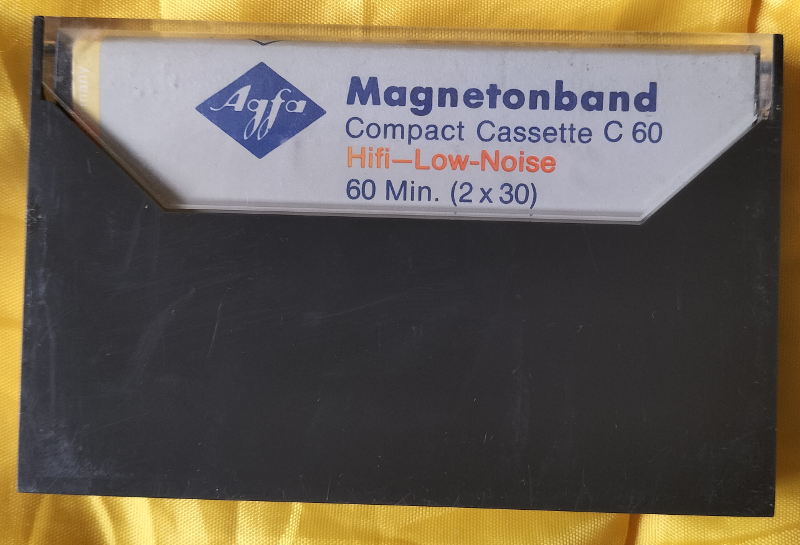 Agfa
Magnetonband
Compact Cassette C 60
Hifi—Low-Noise
60 Min. (2 x 30)